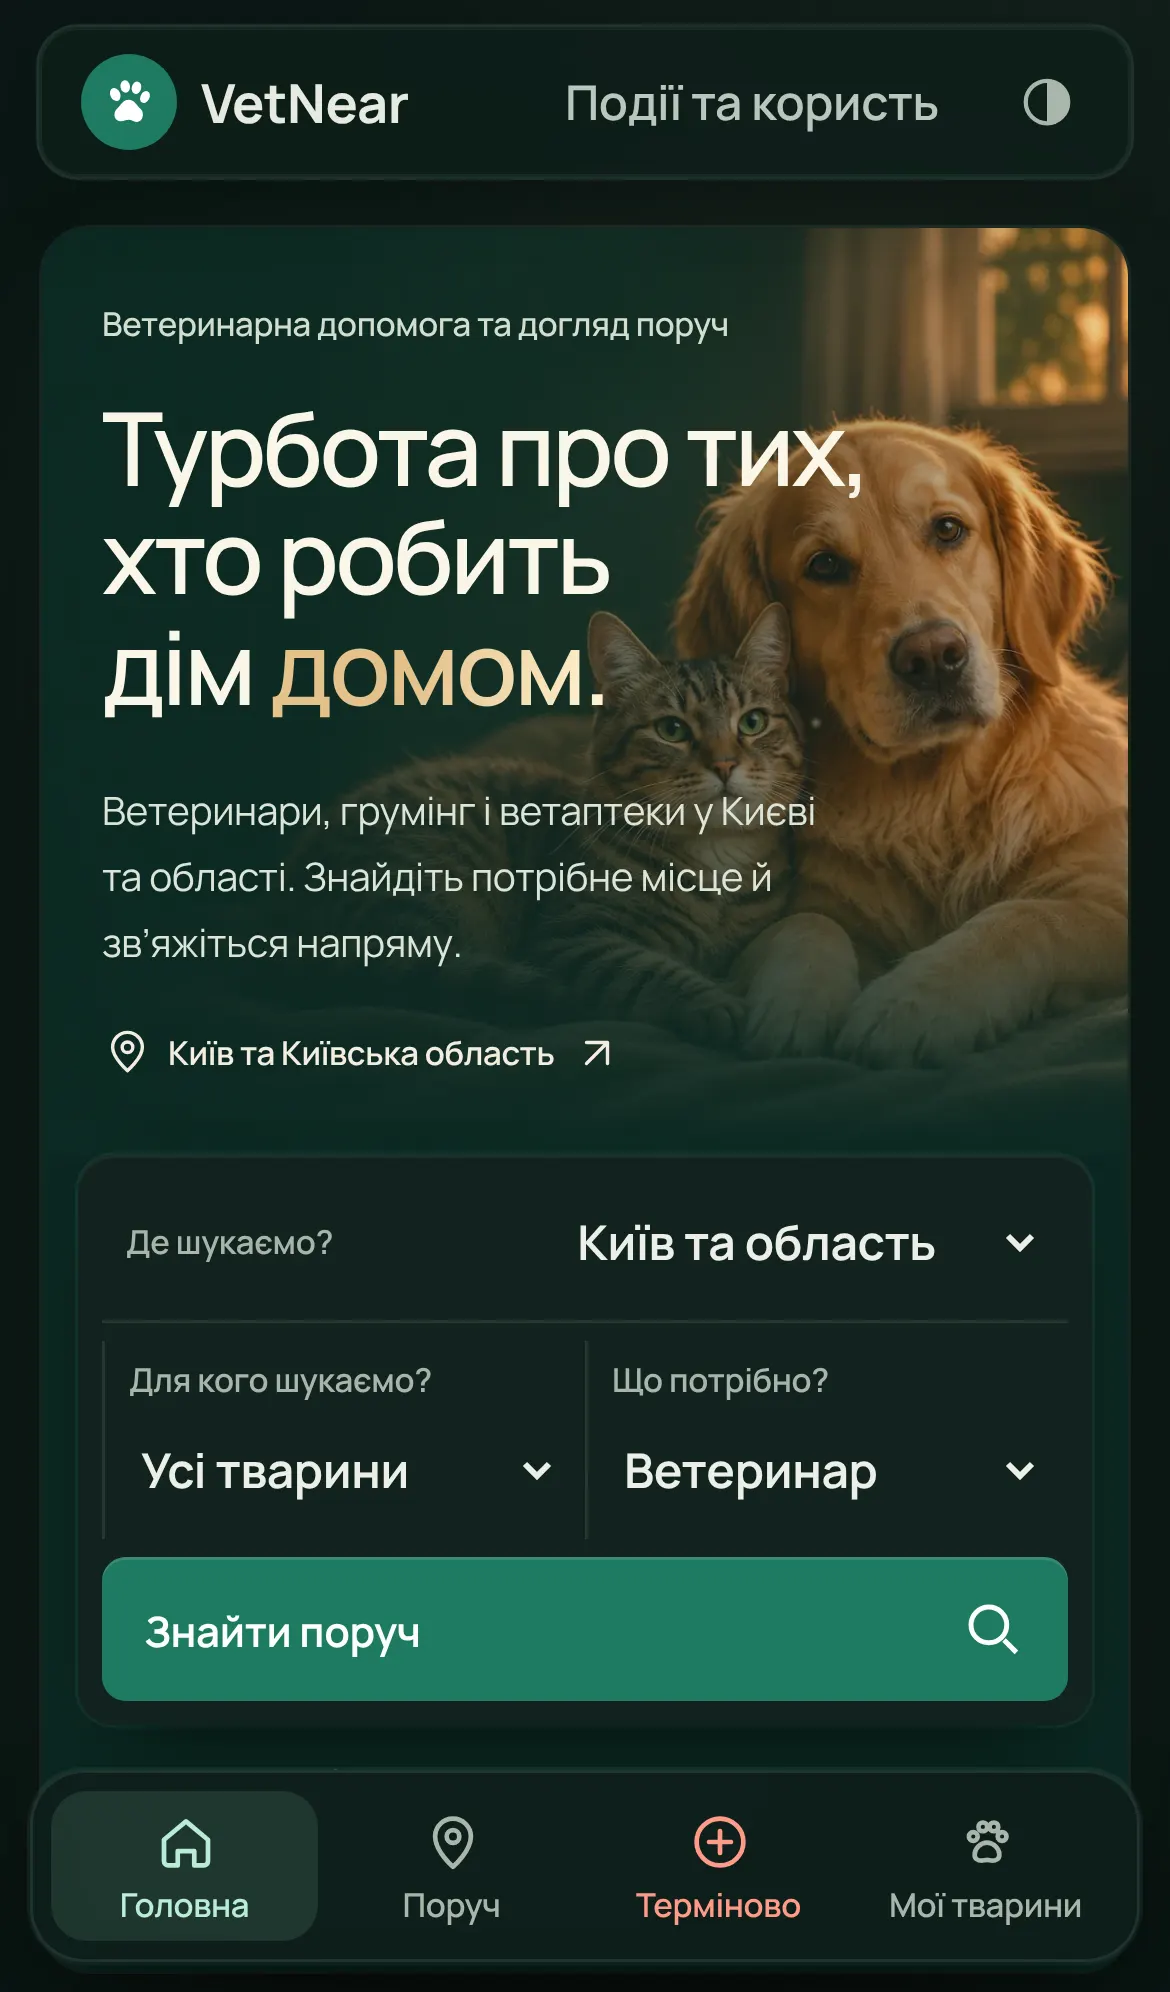 VetNear
Події та користь
Ветеринарна допомога та догляд поруч
Турбота про тих,
хто робить
дім домом.
Ветеринари, грумінг і ветаптеки у Києві
та області. Знайдіть потрібне місце й
зв’яжіться напряму.
Київ та Київська область
Де шукаємо?
Київ та область
Для кого шукаємо?
Що потрібно?
Усі тварини
Ветеринар
Знайти поруч
Головна
Поруч
Терміново
Мої тварини